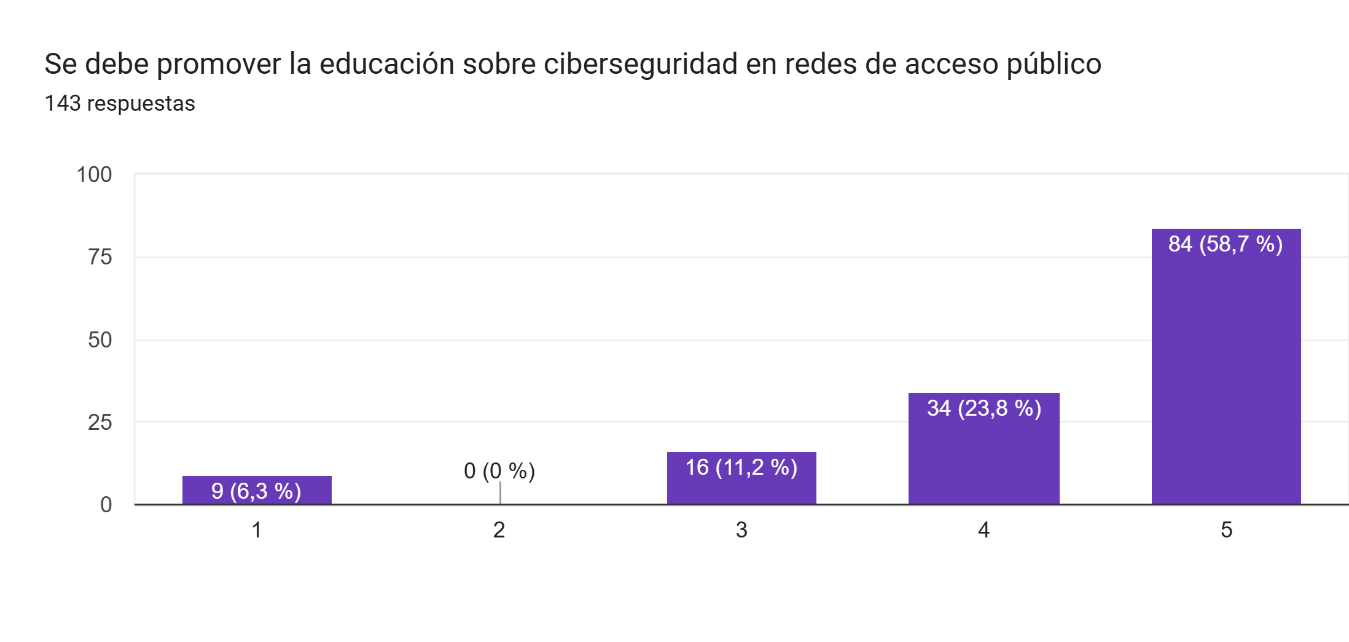 Se debe promover la educación sobre ciberseguridad en redes de acceso público
143 respuestas
100
75
50
25
0
9 (6,3 %)
0 (0 %)
16 (11,2 %)
34 (23,8 %)
84 (58,7 %)
1
2
3
4
5